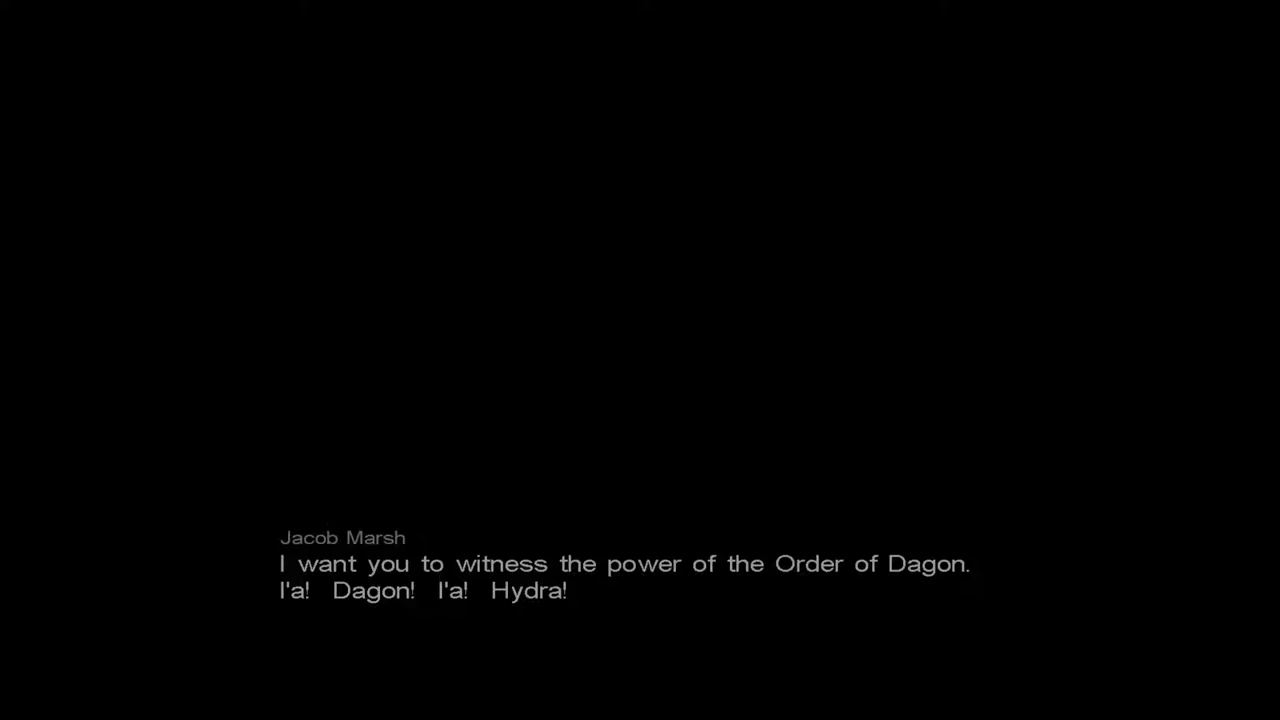 Jacob Marsh
I want you to witness the power of the Order of Dagon.
I'a! Dagon! I'a! Hydra!